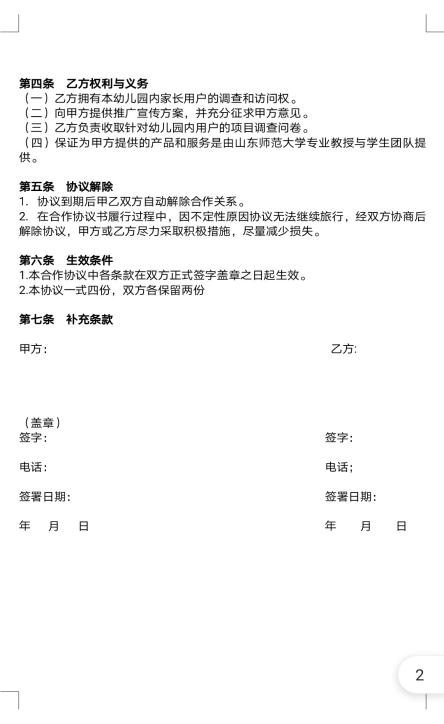 第四条 乙方权利与义务
（一）乙方拥有本幼儿园内家长用户的调查和访问权。
（二）向甲方提供推广宣传方案，并充分征求甲方意见。
（三）乙方负责收取针对幼儿园内用户的项目调查问卷。
（四）保证为甲方提供的产品和服务是由山东师范大学专业教授与学生团队提
供。
第五条 协议解除
1. 协议到期后甲乙双方自动解除合作关系。
2. 在合作协议书履行过程中，因不定性原因协议无法继续旅行，经双方协商后
解除协议，甲方或乙方尽力采取积极措施，尽量减少损失。
第六条 生效条件
1.本合作协议中各条款在双方正式签字盖章之日起生效。
2.本协议一式四份，双方各保留两份
第七条 补充条款
甲方： 乙方:
（盖章）
签字： 签字：
电话： 电话；
签署日期： 签署日期：
年 月 日 年 月 日
2